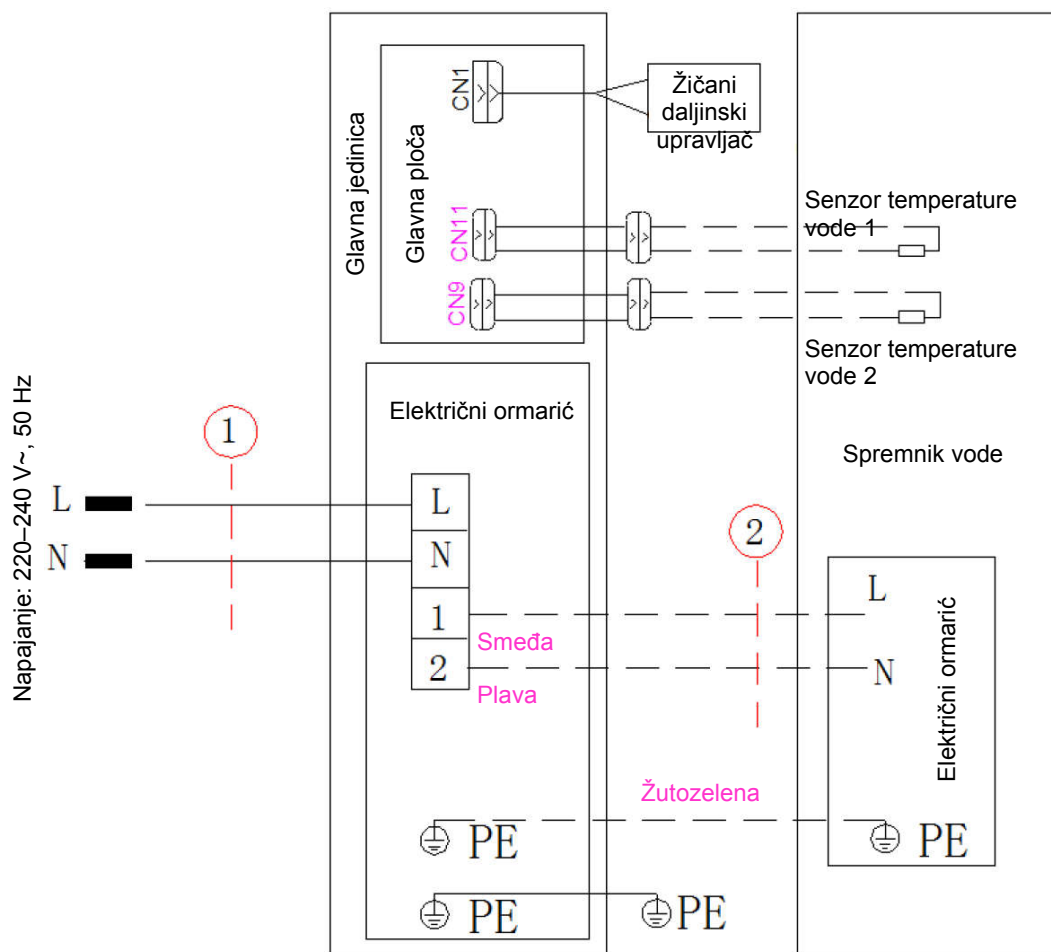 CN1
Žičani
daljinski
upravljač
Glavna jedinica
Glavna ploča
CN11
Senzor temperature
vode 1
CN9
Senzor temperature
vode 2
Napajanje: 220–240 V~, 50 Hz
Električni ormarić
Spremnik vode
1
L
L
N
N
2
1
L
Smeđa
2
N
Plava
Električni ormarić
Žutozelena
PE
PE
PE
PE